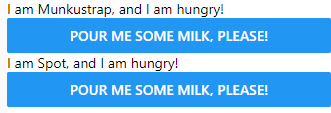 I am Munkustrap, and I am hungry!
POUR ME SOME MILK, PLEASE!
I am Spot, and I am hungry!
POUR ME SOME MILK, PLEASE!